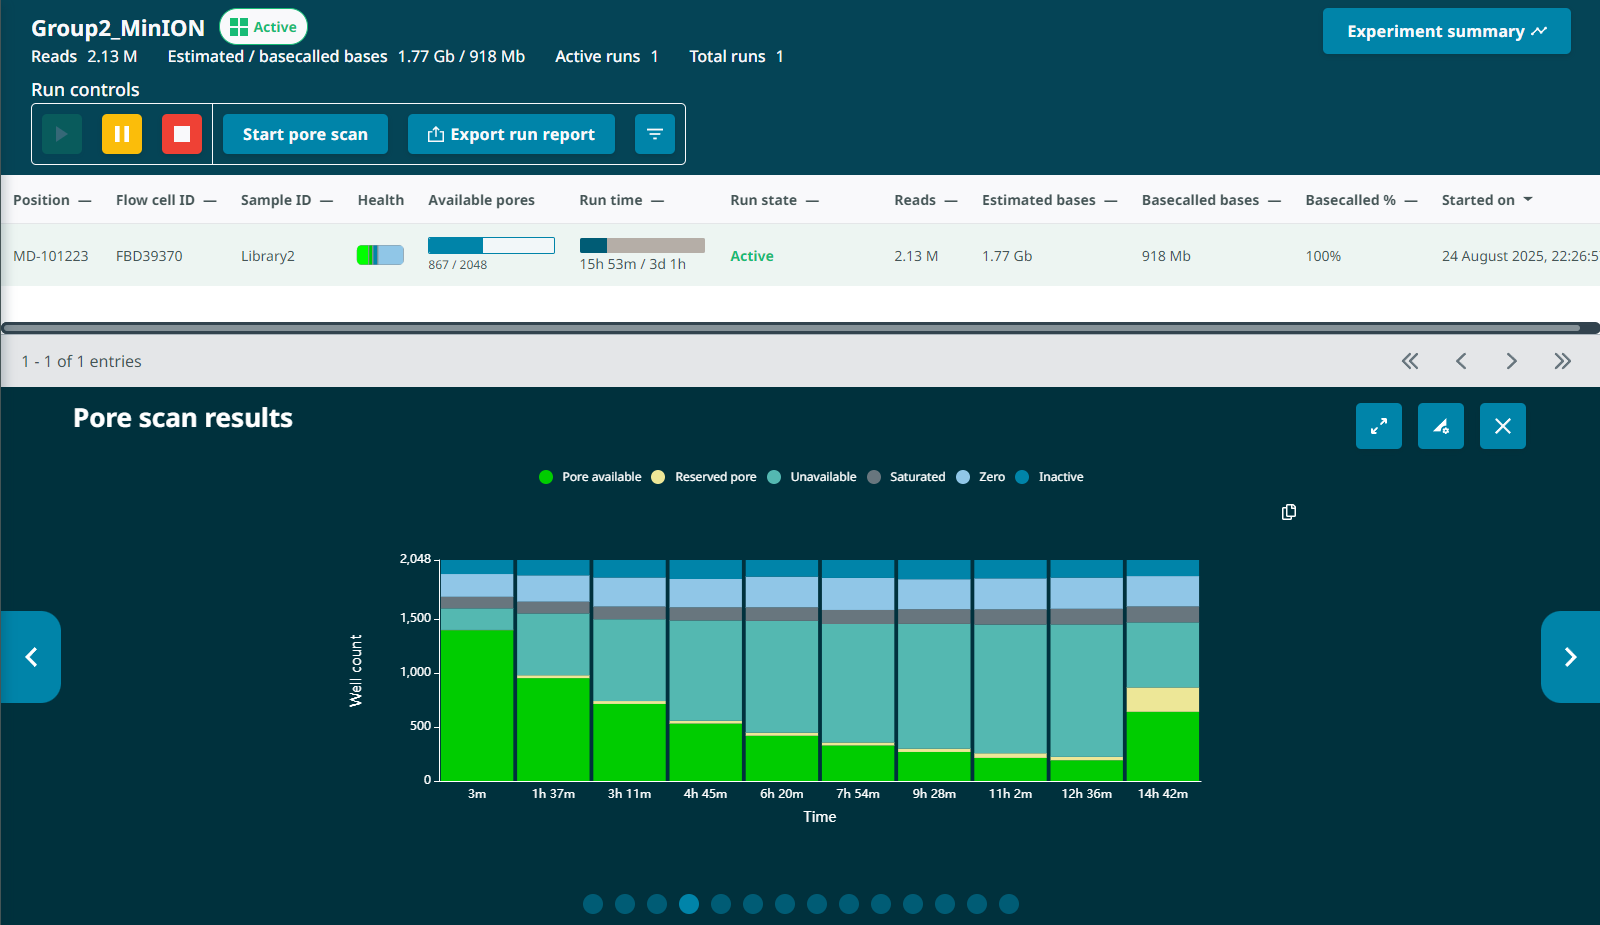 Group2_MinION Active
Experiment summary
Reads 2.13 M Estimated / basecalled bases 1.77 Gb / 918 Mb Active runs 1 Total runs 1
Run controls
Start pore scan Export run report
Position Flow cell ID Sample ID Health Available pores Run time Run state Reads Estimated bases Basecalled bases Basecalled % Started on
MD-101223 FBD39370 Library2 867 / 2048 15h 53m / 3d 1h Active 2.13 M 1.77 Gb 918 Mb 100% 24 August 2025, 22:26:5
1 - 1 of 1 entries
Pore scan results
Pore available Reserved pore Unavailable Saturated Zero Inactive
2,048
1,500
1,000
500
0
Well count
3m 1h 37m 3h 11m 4h 45m 6h 20m 7h 54m 9h 28m 11h 2m 12h 36m 14h 42m
Time